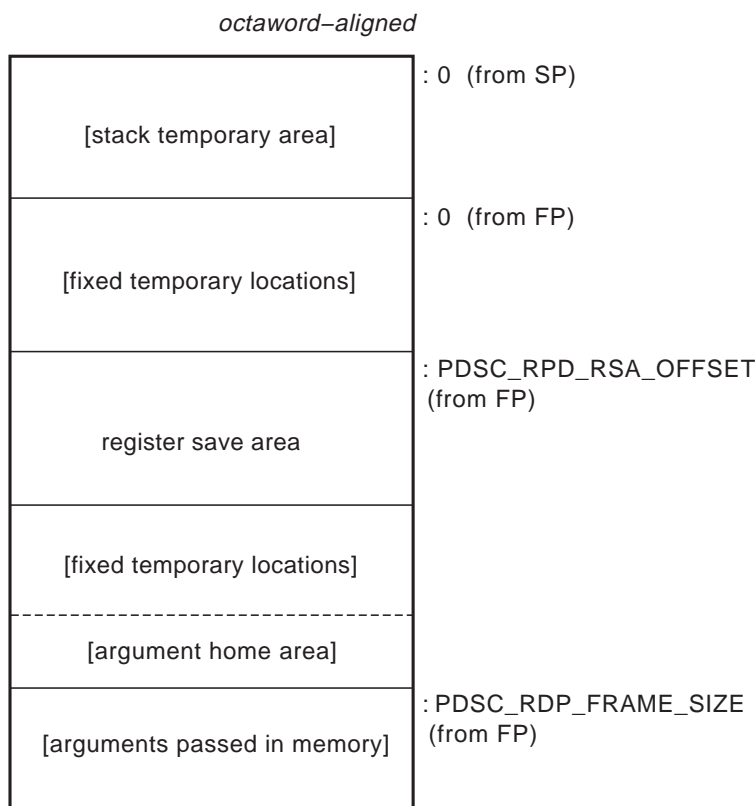 octaword–aligned
: 0 (from SP)
[stack temporary area]
: 0 (from FP)
[fixed temporary locations]
: PDSC_RPD_RSA_OFFSET
(from FP)
register save area
[fixed temporary locations]
[argument home area]
: PDSC_RDP_FRAME_SIZE
(from FP)
[arguments passed in memory]